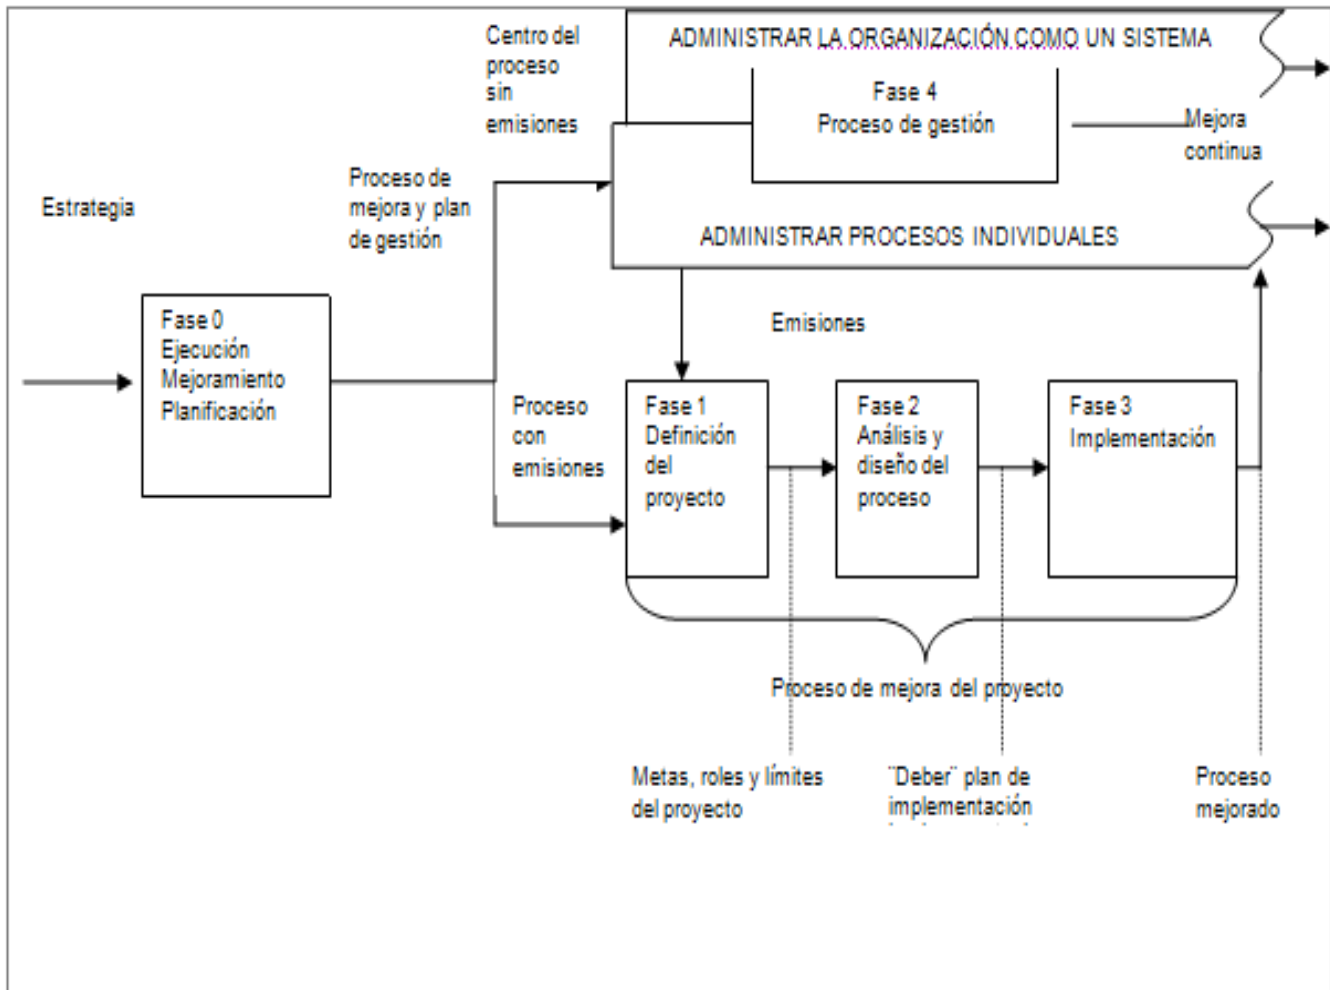 Centro del
proceso
sin
emisiones
ADMINISTRAR LA ORGANIZACIÓN COMO UN SISTEMA
Fase 4
Proceso de gestión
Mejora
continua
Estrategia
Proceso de
mejora y plan
de gestión
ADMINISTRAR PROCESOS INDIVIDUALES
Fase 0
Ejecución
Mejoramiento
Planificación
Emisiones
Proceso
con
emisiones
Fase 1
Definición
del
proyecto
Fase 2
Análisis y
diseño del
proceso
Fase 3
Implementación
Proceso de mejora del proyecto
Metas, roles y límites
del proyecto
¨Deber¨ plan de
implementación
Proceso
mejorado